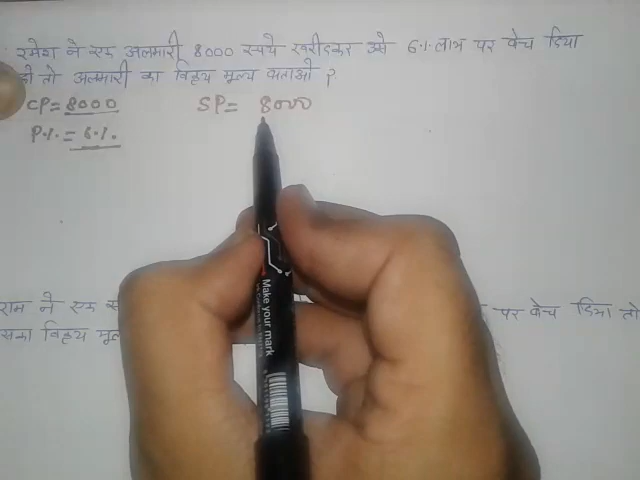 रमेश ने एक अलमारी 8000 रूपये खरीदकर उसे 6% लाभ पर बेच दिया
है तो अलमारी का विक्रय मूल्य बताओ ?
CP = 8000 SP = 8000
P% = 6%
राम ने एक पर बेच दिया तो
विक्रय
Make your mark